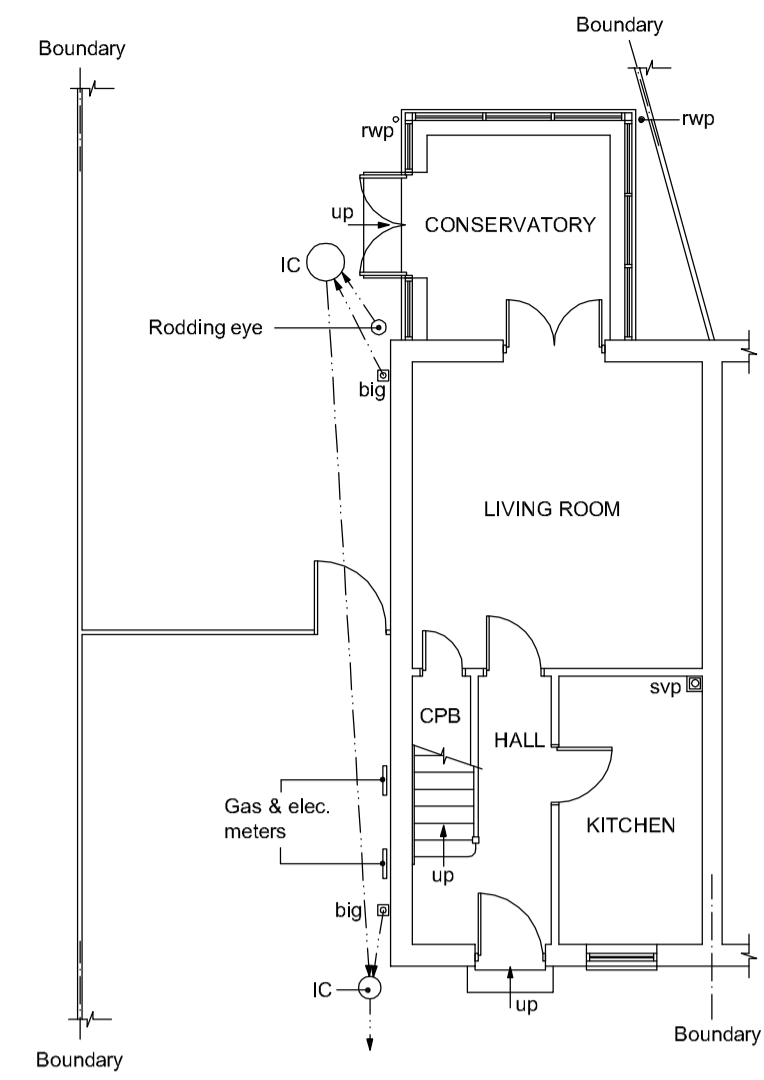 Boundary
Boundary
rwp
rwp
up
CONSERVATORY
IC
Rodding eye
big
LIVING ROOM
svp
CPB
HALL
Gas & elec.
meters
KITCHEN
up
big
IC
up
Boundary
Boundary